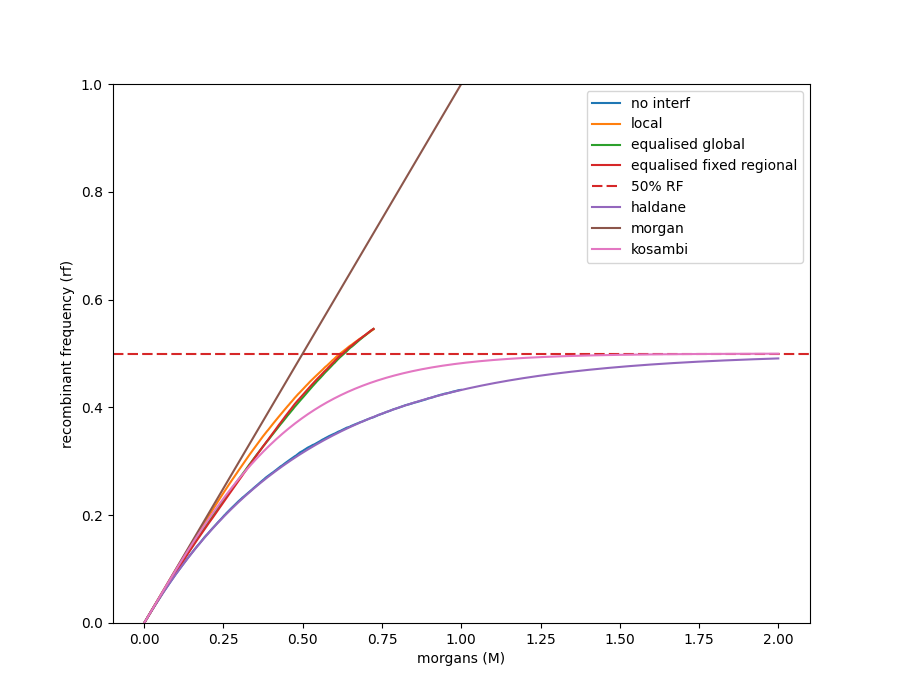 1.0
0.8
0.6
0.4
0.2
0.0
recombinant frequency (rf)
no interf
local
equalised global
equalised fixed regional
50% RF
haldane
morgan
kosambi
0.00 0.25 0.50 0.75 1.00 1.25 1.50 1.75 2.00
morgans (M)